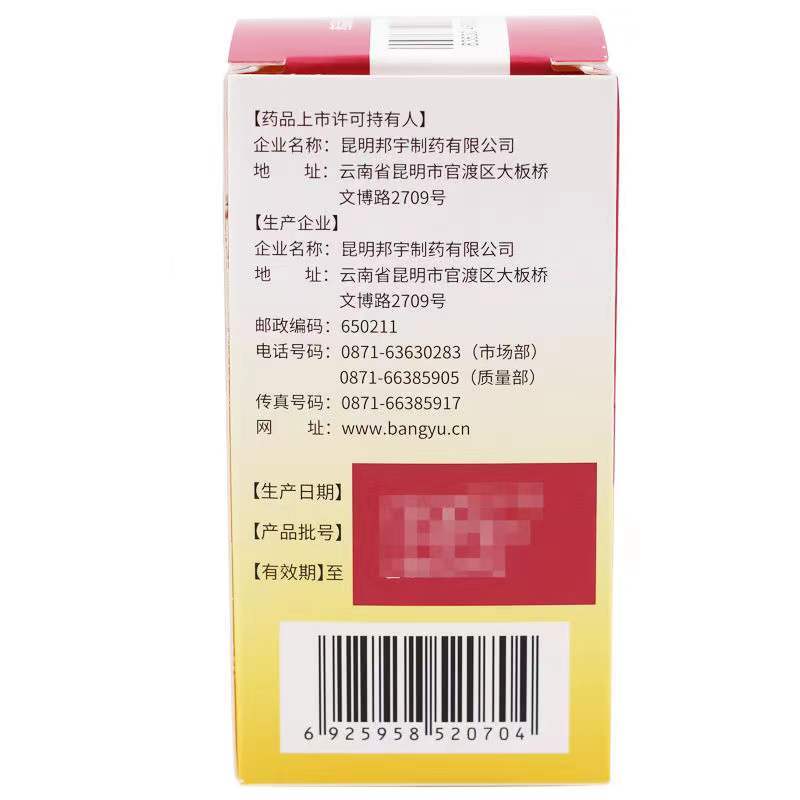 【药品上市许可持有人】
企业名称：昆明邦宇制药有限公司
地　　址：云南省昆明市官渡区大板桥
文博路2709号
【生产企业】
企业名称：昆明邦宇制药有限公司
地　　址：云南省昆明市官渡区大板桥
文博路2709号
邮政编码：650211
电话号码：0871-63630283（市场部）
0871-66385905（质量部）
传真号码：0871-66385917
网　　址：www.bangyu.cn
【生产日期】
【产品批号】
【有效期】至
6 925958 520704